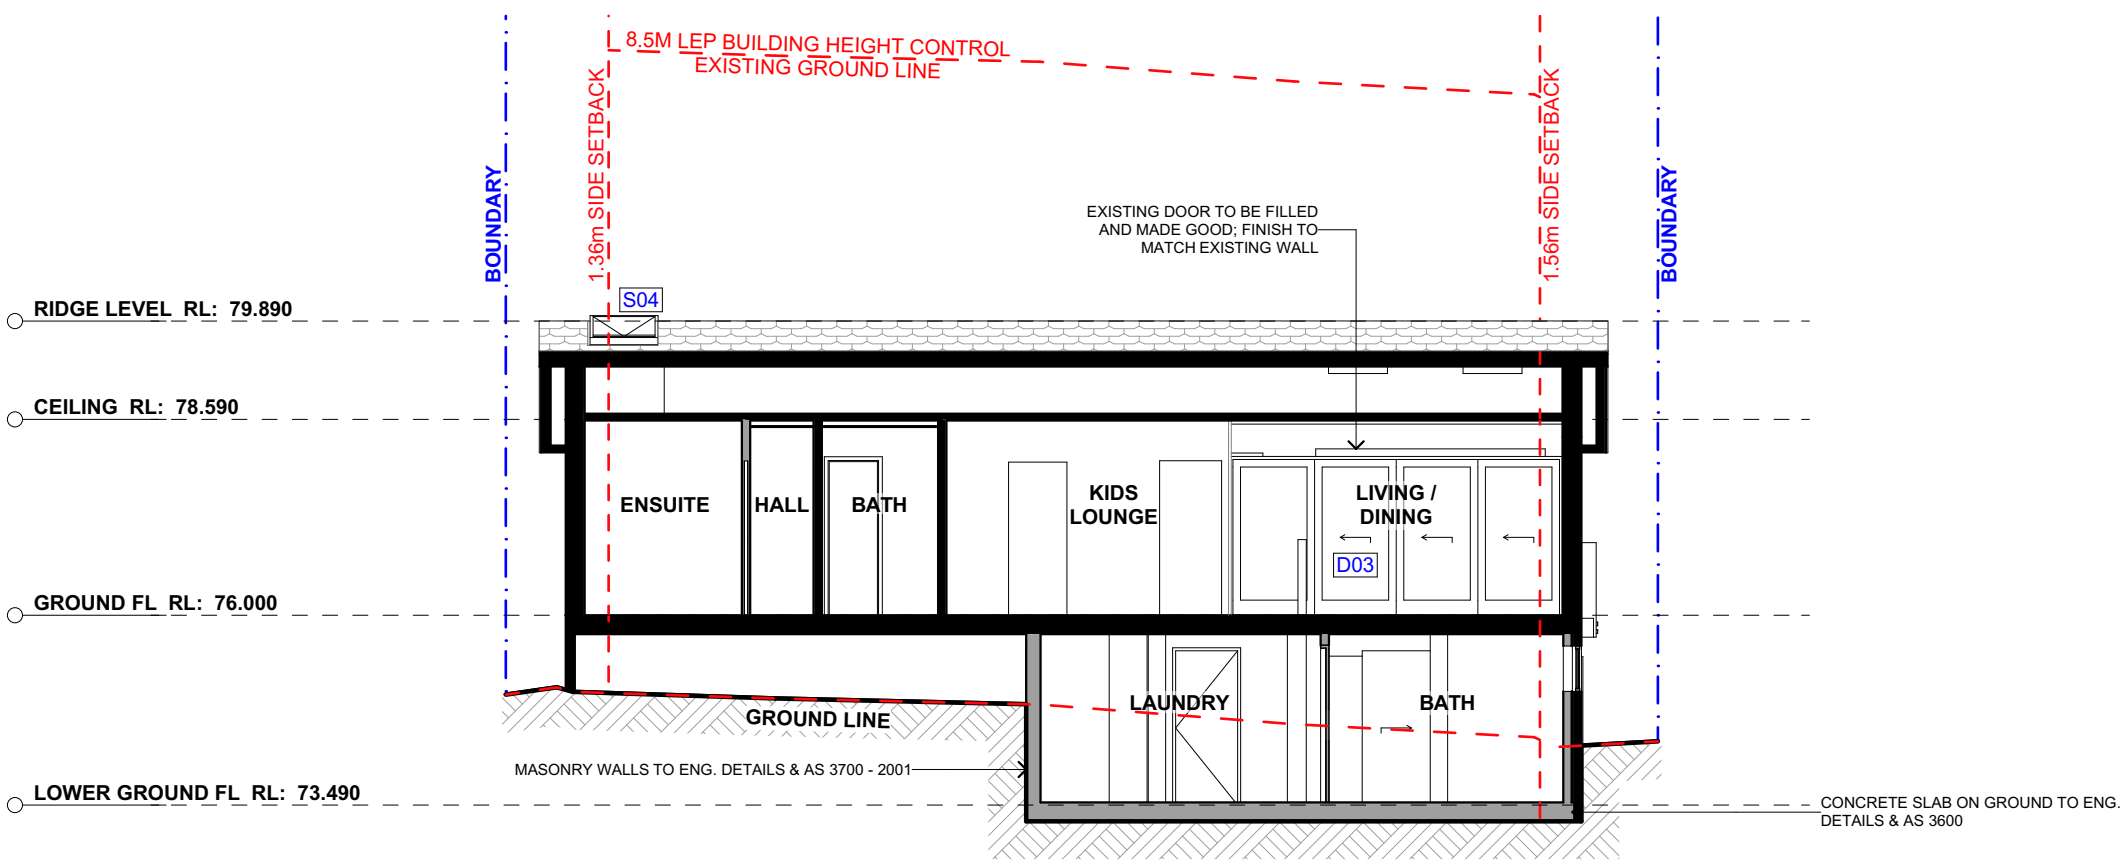 8.5M LEP BUILDING HEIGHT CONTROL
EXISTING GROUND LINE
1.36m SIDE SETBACK
1.56m SIDE SETBACK
BOUNDARY
BOUNDARY
EXISTING DOOR TO BE FILLED
AND MADE GOOD; FINISH TO
MATCH EXISTING WALL
S04
RIDGE LEVEL RL: 79.890
CEILING RL: 78.590
ENSUITE
HALL
BATH
KIDS
LOUNGE
LIVING /
DINING
D03
GROUND FL RL: 76.000
LAUNDRY
BATH
GROUND LINE
MASONRY WALLS TO ENG. DETAILS & AS 3700 - 2001
LOWER GROUND FL RL: 73.490
CONCRETE SLAB ON GROUND TO ENG.
DETAILS & AS 3600